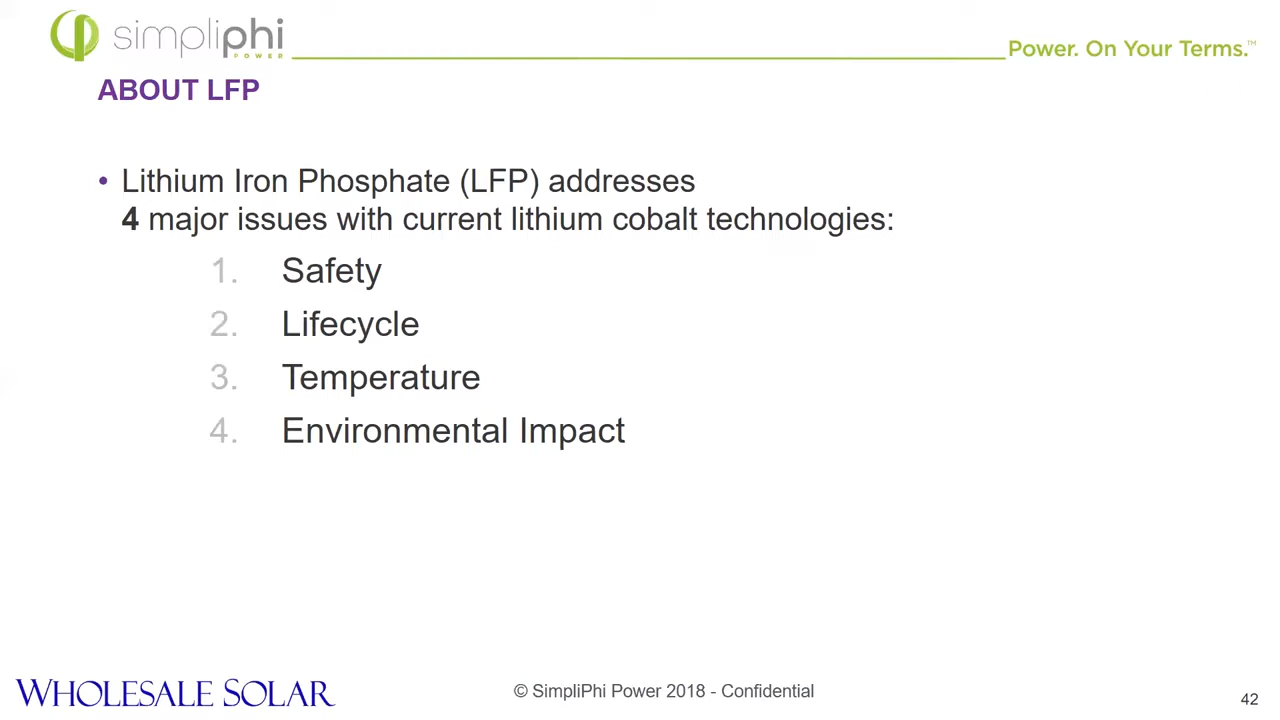 simpliphi
POWER
Power. On Your Terms.™
ABOUT LFP
• Lithium Iron Phosphate (LFP) addresses
4 major issues with current lithium cobalt technologies:
1. Safety
2. Lifecycle
3. Temperature
4. Environmental Impact
WHOLESALE SOLAR
© SimpliPhi Power 2018 - Confidential
42